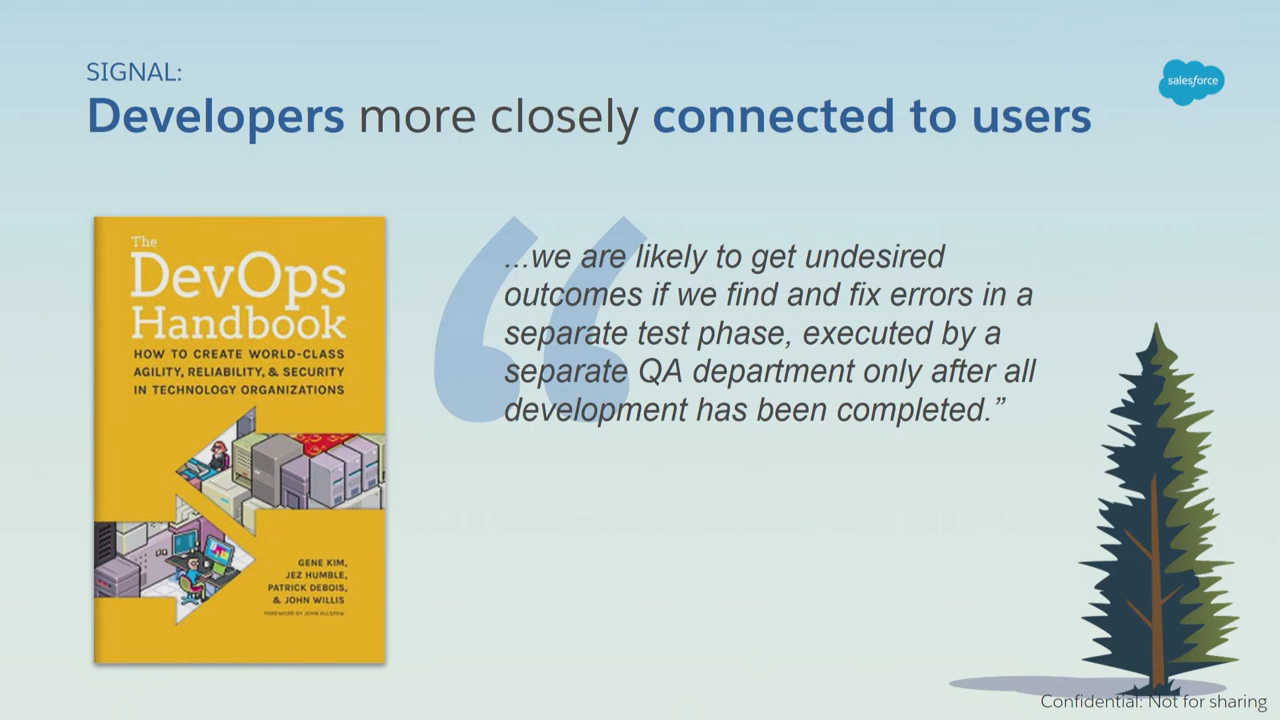 SIGNAL:
Developers more closely connected to users
salesforce
The
DevOps
Handbook
HOW TO CREATE WORLD-CLASS
AGILITY, RELIABILITY, & SECURITY
IN TECHNOLOGY ORGANIZATIONS
GENE KIM,
JEZ HUMBLE,
PATRICK DEBOIS,
& JOHN WILLIS
FOREWORD BY JOHN ALLSPAW
“
...we are likely to get undesired
outcomes if we find and fix errors in a
separate test phase, executed by a
separate QA department only after all
development has been completed.”
Confidential: Not for sharing